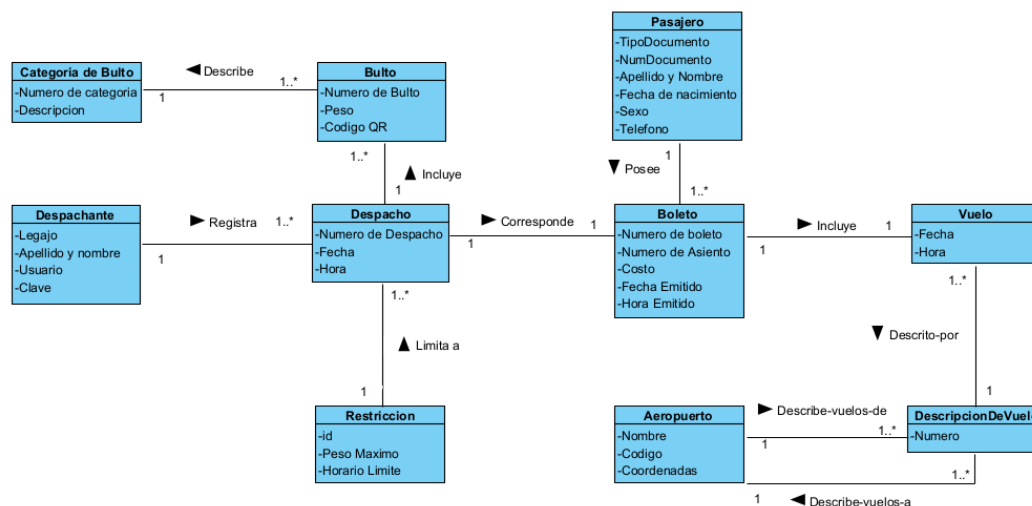 Pasajero
-TipoDocumento
-NumDocumento
-Apellido y Nombre
-Fecha de nacimiento
-Sexo
-Telefono
Categoria de Bulto
-Numero de categoria
-Descripcion
Describe
1
1..*
Bulto
-Numero de Bulto
-Peso
-Codigo QR
1..*
Incluye
1
1
Posee
1..*
Despachante
-Legajo
-Apellido y nombre
-Usuario
-Clave
Registra
1
1..*
Despacho
-Numero de Despacho
-Fecha
-Hora
Corresponde
1
1
Boleto
-Numero de boleto
-Numero de Asiento
-Costo
-Fecha Emitido
-Hora Emitido
Incluye
1
1
Vuelo
-Fecha
-Hora
1..*
Limita a
1
1..*
Descrito-por
1
Restriccion
-id
-Peso Maximo
-Horario Limite
Aeropuerto
-Nombre
-Codigo
-Coordenadas
Describe-vuelos-de
1
1..*
DescripcionDeVuel
-Numero
1..*
1
Describe-vuelos-a